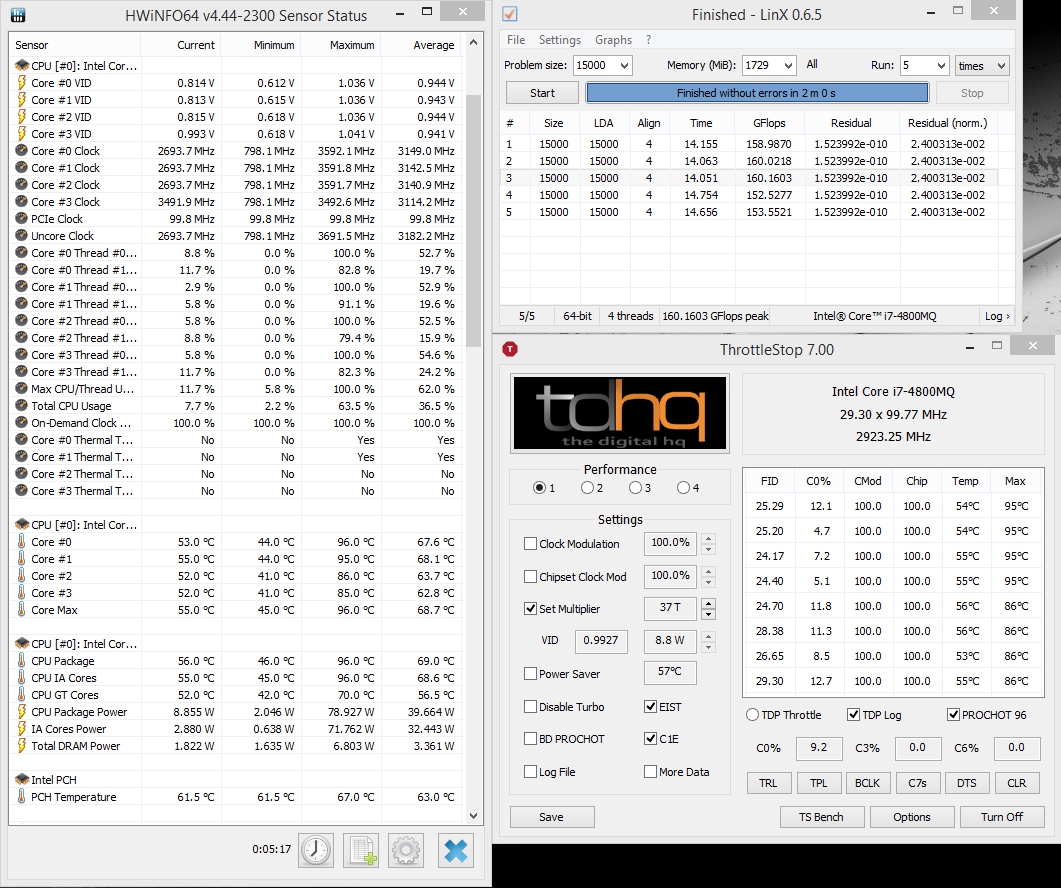 HWiNFO64 v4.44-2300 Sensor Status
Sensor Current Minimum Maximum Average
CPU [#0]: Intel Cor...
Core #0 VID 0.814 V 0.612 V 1.036 V 0.944 V
Core #1 VID 0.813 V 0.615 V 1.036 V 0.943 V
Core #2 VID 0.815 V 0.618 V 1.036 V 0.944 V
Core #3 VID 0.993 V 0.618 V 1.041 V 0.941 V
Core #0 Clock 2693.7 MHz 798.1 MHz 3592.1 MHz 3149.0 MHz
Core #1 Clock 2693.7 MHz 798.1 MHz 3591.8 MHz 3142.5 MHz
Core #2 Clock 2693.7 MHz 798.1 MHz 3591.7 MHz 3140.9 MHz
Core #3 Clock 3491.9 MHz 798.1 MHz 3492.6 MHz 3114.2 MHz
PCIe Clock 99.8 MHz 99.8 MHz 99.8 MHz 99.8 MHz
Uncore Clock 2693.7 MHz 798.1 MHz 3691.5 MHz 3182.2 MHz
Core #0 Thread #0... 8.8 % 0.0 % 100.0 % 52.7 %
Core #0 Thread #1... 11.7 % 0.0 % 82.8 % 19.7 %
Core #1 Thread #0... 2.9 % 0.0 % 100.0 % 52.9 %
Core #1 Thread #1... 5.8 % 0.0 % 91.1 % 19.6 %
Core #2 Thread #0... 5.8 % 0.0 % 100.0 % 52.5 %
Core #2 Thread #1... 8.8 % 0.0 % 79.4 % 15.9 %
Core #3 Thread #0... 5.8 % 0.0 % 100.0 % 54.6 %
Core #3 Thread #1... 11.7 % 0.0 % 82.3 % 24.2 %
Max CPU/Thread U... 11.7 % 5.8 % 100.0 % 62.0 %
Total CPU Usage 7.7 % 2.2 % 63.5 % 36.5 %
On-Demand Clock ... 100.0 % 100.0 % 100.0 % 100.0 %
Core #0 Thermal T... No No Yes Yes
Core #1 Thermal T... No No Yes Yes
Core #2 Thermal T... No No No No
Core #3 Thermal T... No No No No
CPU [#0]: Intel Cor...
Core #0 53.0 °C 44.0 °C 96.0 °C 67.6 °C
Core #1 55.0 °C 44.0 °C 95.0 °C 68.1 °C
Core #2 52.0 °C 41.0 °C 86.0 °C 63.7 °C
Core #3 52.0 °C 41.0 °C 85.0 °C 62.8 °C
Core Max 55.0 °C 45.0 °C 96.0 °C 68.7 °C
CPU [#0]: Intel Cor...
CPU Package 56.0 °C 46.0 °C 96.0 °C 69.0 °C
CPU IA Cores 55.0 °C 45.0 °C 96.0 °C 68.6 °C
CPU GT Cores 52.0 °C 42.0 °C 70.0 °C 56.5 °C
CPU Package Power 8.855 W 2.046 W 78.927 W 39.664 W
IA Cores Power 2.880 W 0.638 W 71.762 W 32.443 W
Total DRAM Power 1.822 W 1.635 W 6.803 W 3.361 W
Intel PCH
PCH Temperature 61.5 °C 61.5 °C 67.0 °C 63.0 °C
0:05:17
Finished - LinX 0.6.5
File Settings Graphs ?
Problem size: 15000 Memory (MiB): 1729 All Run: 5 times
Start Finished without errors in 2 m 0 s Stop
# Size LDA Align Time GFlops Residual Residual (norm.)
1 15000 15000 4 14.155 158.9870 1.523992e-010 2.400313e-002
2 15000 15000 4 14.063 160.0218 1.523992e-010 2.400313e-002
3 15000 15000 4 14.051 160.1603 1.523992e-010 2.400313e-002
4 15000 15000 4 14.754 152.5277 1.523992e-010 2.400313e-002
5 15000 15000 4 14.656 153.5521 1.523992e-010 2.400313e-002
5/5 64-bit 4 threads 160.1603 GFlops peak Intel® Core™ i7-4800MQ Log ›
T ThrottleStop 7.00
tdhq
the digital hq
Intel Core i7-4800MQ
29.30 x 99.77 MHz
2923.25 MHz
Performance
1 2 3 4
Settings
Clock Modulation 100.0%
Chipset Clock Mod 100.0%
Set Multiplier 37 T
VID 0.9927 8.8 W
Power Saver 57°C
Disable Turbo EIST
BD PROCHOT C1E
Log File More Data
Save
FID C0% CMod Chip Temp Max
25.29 12.1 100.0 100.0 54°C 95°C
25.20 4.7 100.0 100.0 54°C 95°C
24.17 7.2 100.0 100.0 55°C 95°C
24.40 5.1 100.0 100.0 55°C 95°C
24.70 11.8 100.0 100.0 56°C 86°C
28.38 11.3 100.0 100.0 56°C 86°C
26.65 8.5 100.0 100.0 53°C 86°C
29.30 12.7 100.0 100.0 55°C 86°C
TDP Throttle TDP Log PROCHOT 96
C0% 9.2 C3% 0.0 C6% 0.0
TRL TPL BCLK C7s DTS CLR
TS Bench Options Turn Off